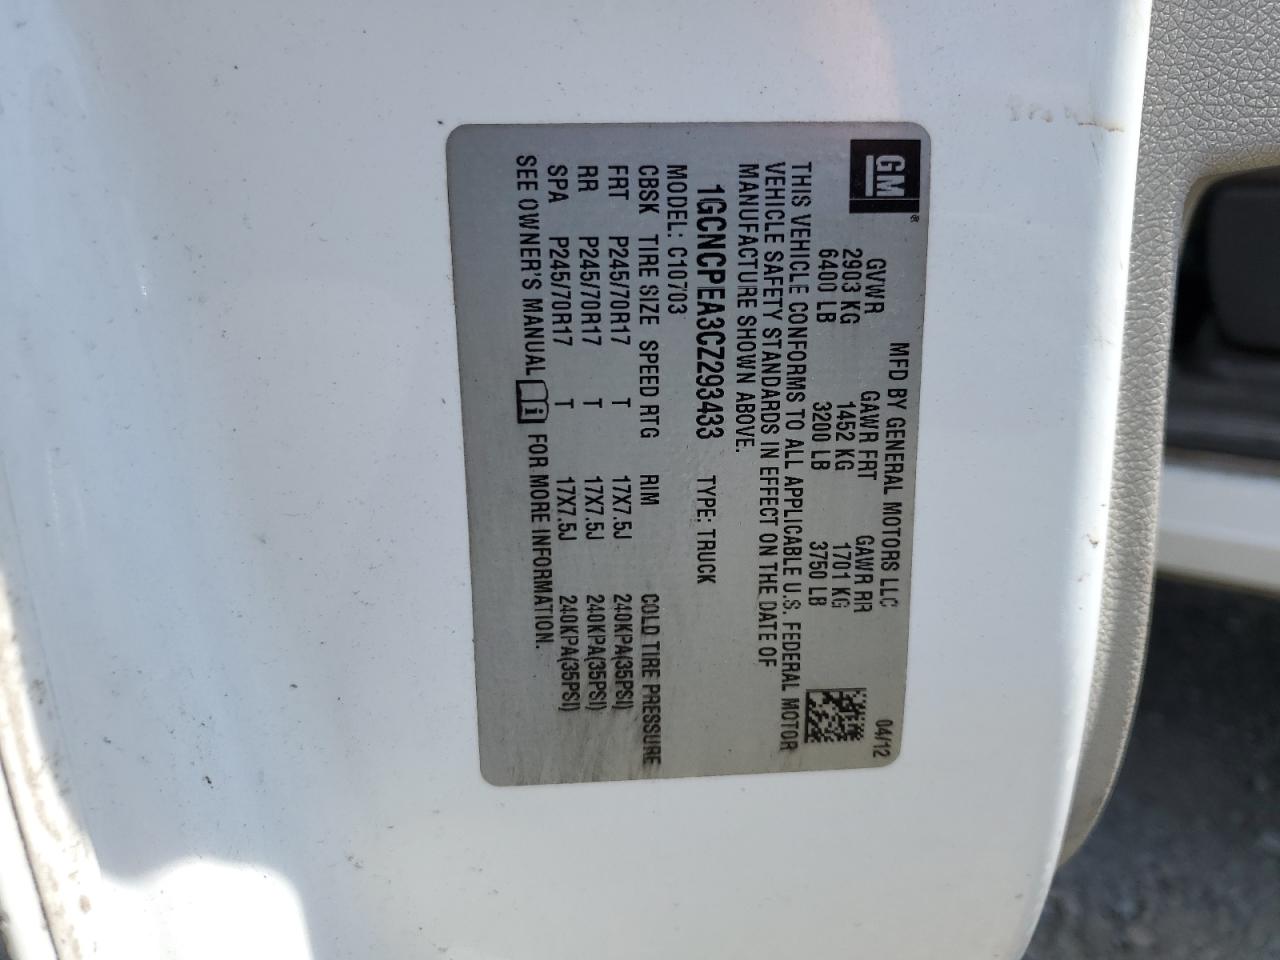 GM®
MFD BY GENERAL MOTORS LLC 04/12
GVWR GAWR FRT GAWR RR
2903 KG 1452 KG 1701 KG
6400 LB 3200 LB 3750 LB
THIS VEHICLE CONFORMS TO ALL APPLICABLE U.S. FEDERAL MOTOR
VEHICLE SAFETY STANDARDS IN EFFECT ON THE DATE OF
MANUFACTURE SHOWN ABOVE.
1GCNCPEA3CZ293433 TYPE: TRUCK
MODEL: C10703
CBSK TIRE SIZE SPEED RTG RIM COLD TIRE PRESSURE
FRT P245/70R17 T 17X7.5J 240KPA(35PSI)
RR P245/70R17 T 17X7.5J 240KPA(35PSI)
SPA P245/70R17 T 17X7.5J 240KPA(35PSI)
SEE OWNER'S MANUAL i FOR MORE INFORMATION.